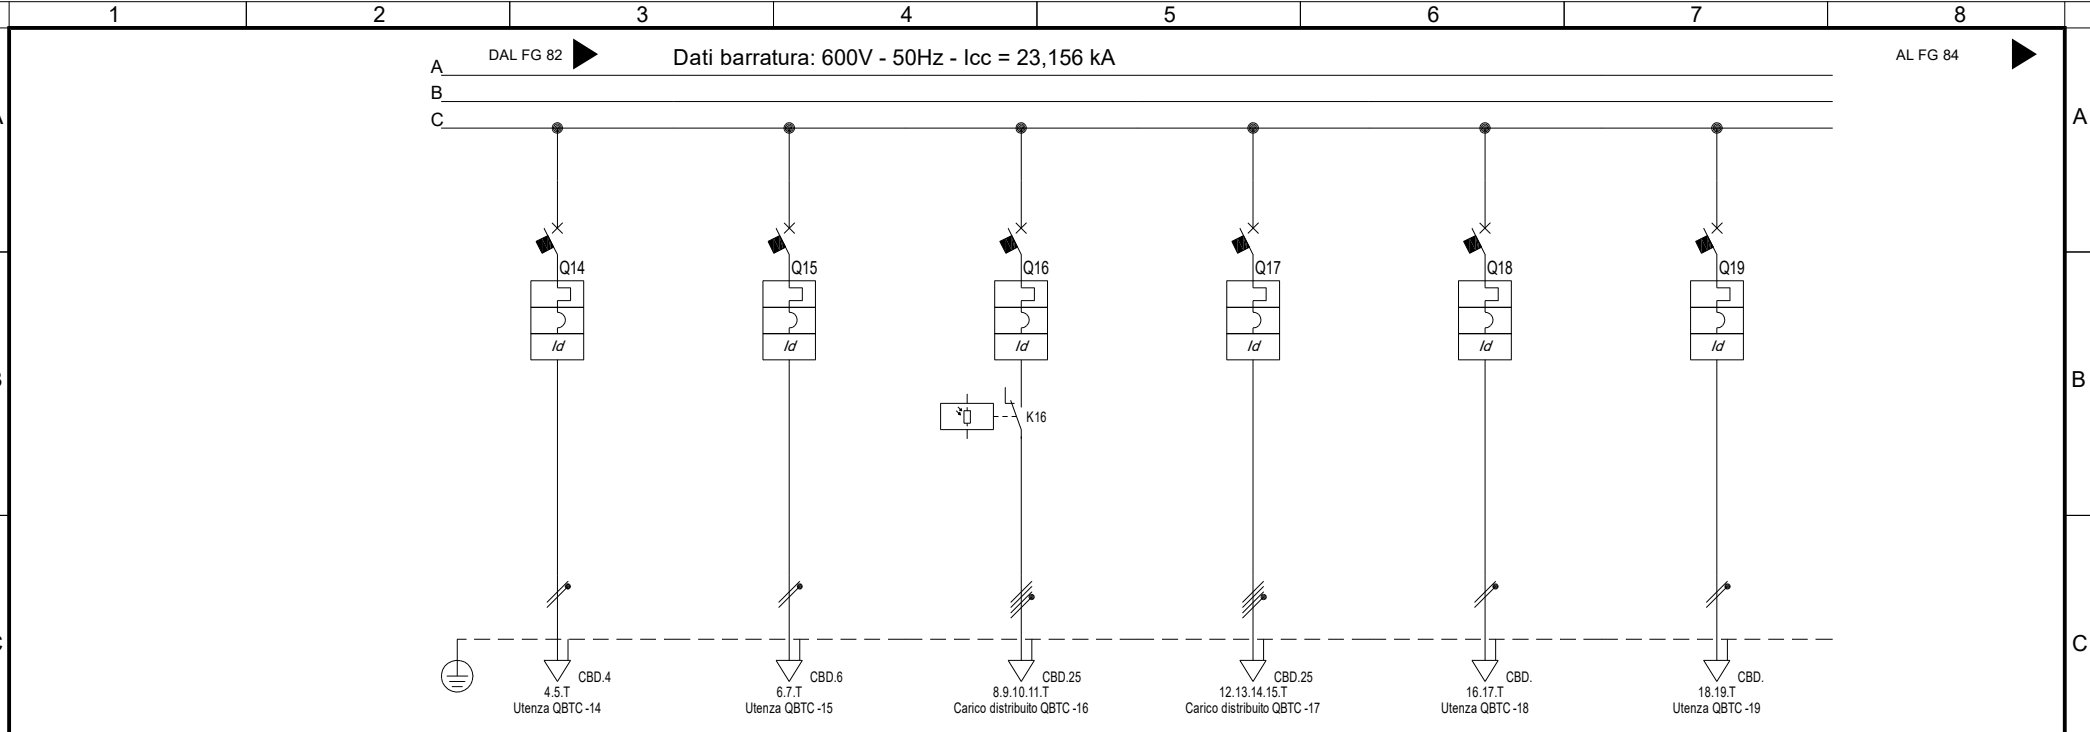 1 2 3 4 5 6 7 8
DAL FG 82 Dati barratura: 600V - 50Hz - Icc = 23,156 kA AL FG 84
A
B
C
A A
Q14 Q15 Q16 Q17 Q18 Q19
Id Id Id Id Id Id
B
K16
C
CBD.4 CBD.6 CBD.25 CBD.25 CBD. CBD.
4.5.T 6.7.T 8.9.10.11.T 12.13.14.15.T 16.17.T 18.19.T
Utenza QBTC -14 Utenza QBTC -15 Carico distribuito QBTC -16 Carico distribuito QBTC -17 Utenza QBTC -18 Utenza QBTC -19